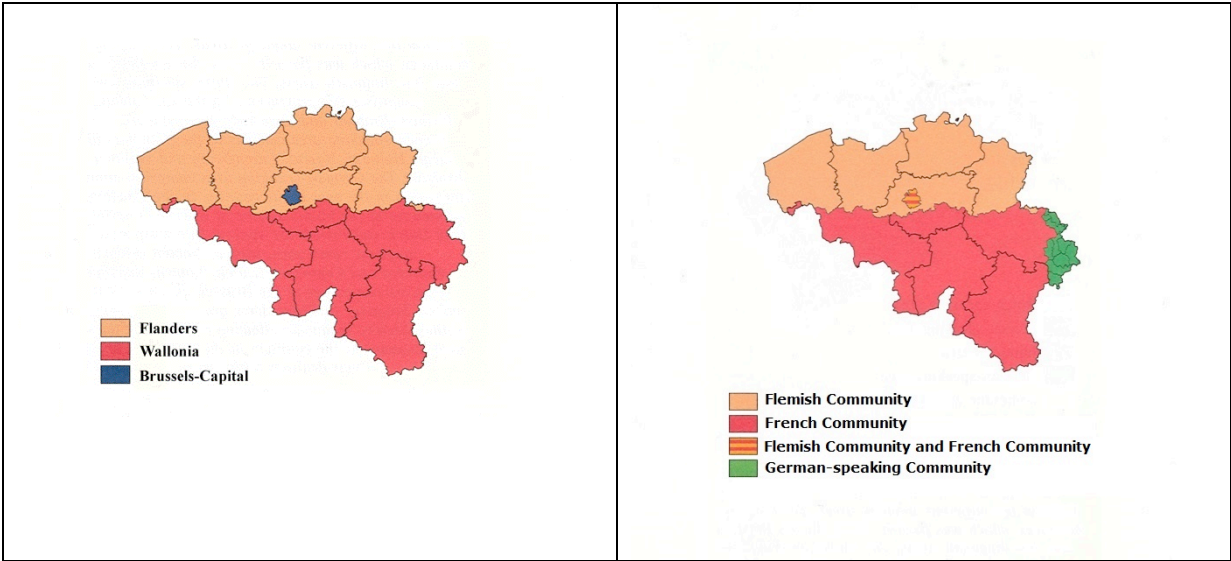 Flanders
Wallonia
Brussels-Capital
Flemish Community
French Community
Flemish Community and French Community
German-speaking Community